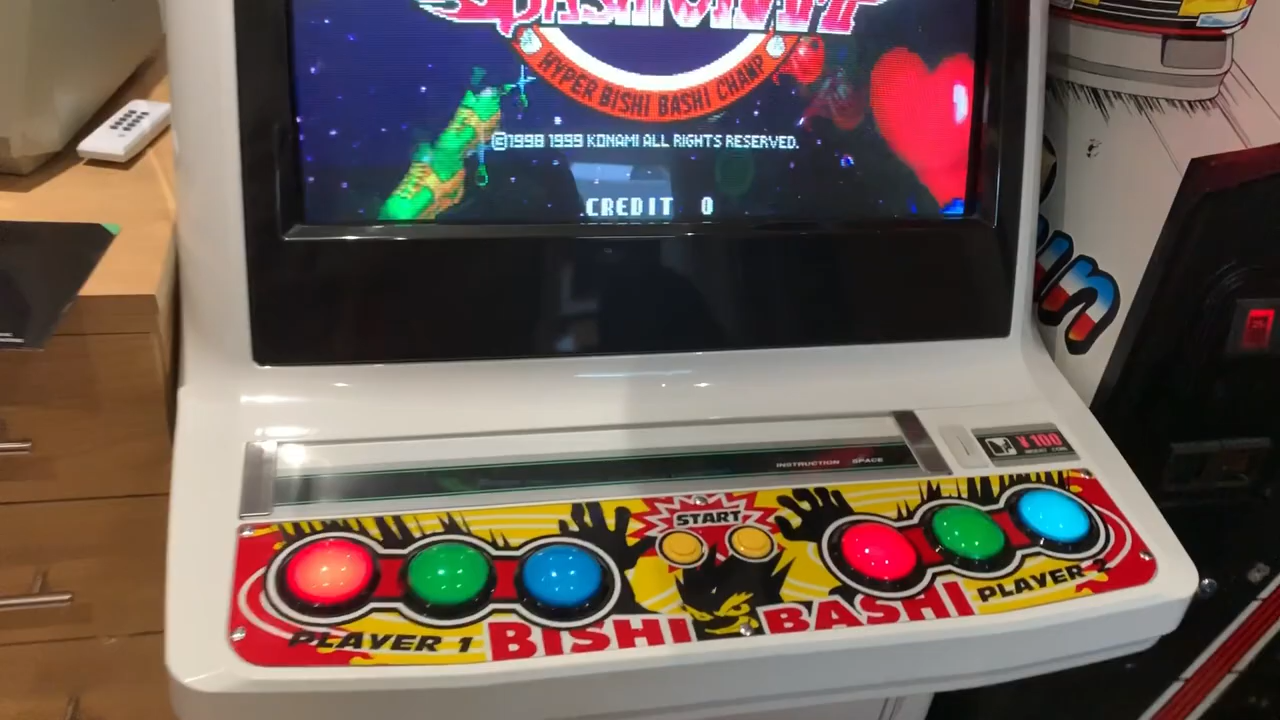 HYPER BISHI BASHI CHAMP
©1998 1999 KONAMI ALL RIGHTS RESERVED.
CREDIT 0
INSTRUCTION SPACE
¥100
START
PLAYER 1
BISHI BASHI
PLAYER 2